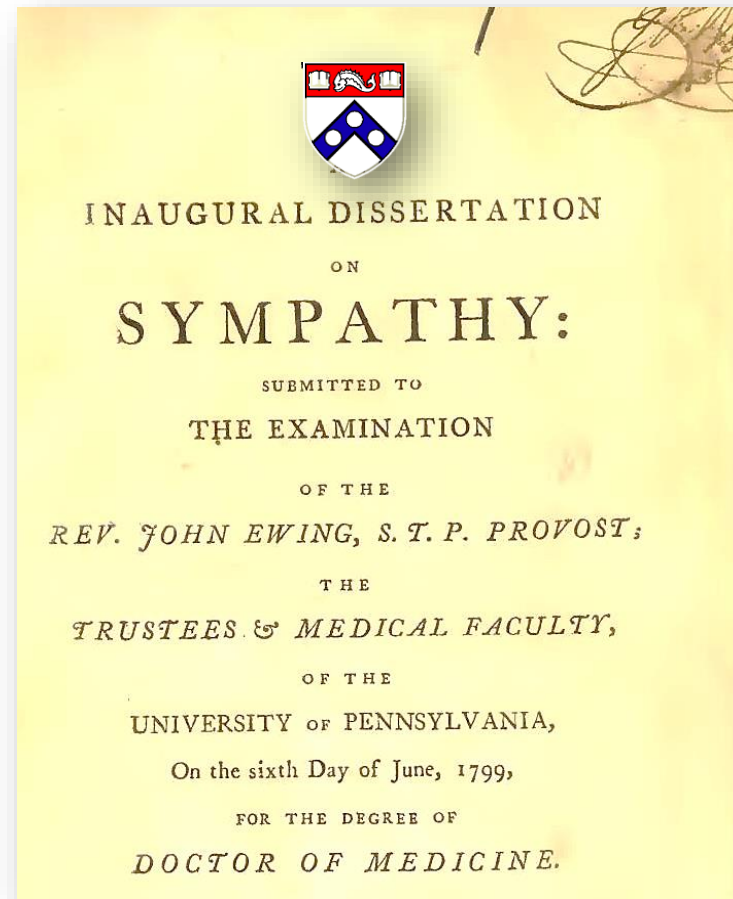 INAUGURAL DISSERTATION
ON
SYMPATHY:
SUBMITTED TO
THE EXAMINATION
OF THE
REV. JOHN EWING, S. T. P. PROVOST;
THE
TRUSTEES & MEDICAL FACULTY,
OF THE
UNIVERSITY OF PENNSYLVANIA,
On the sixth Day of June, 1799,
FOR THE DEGREE OF
DOCTOR OF MEDICINE.